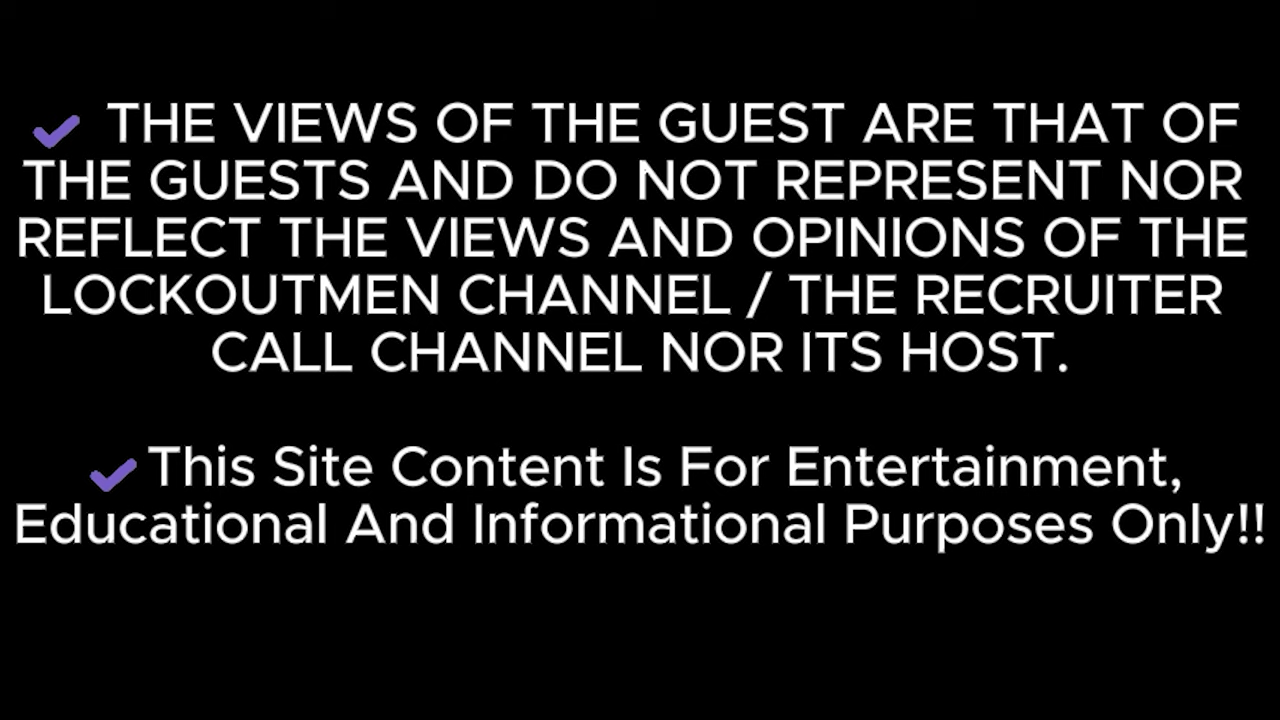 ✔ THE VIEWS OF THE GUEST ARE THAT OF
THE GUESTS AND DO NOT REPRESENT NOR
REFLECT THE VIEWS AND OPINIONS OF THE
LOCKOUTMEN CHANNEL / THE RECRUITER
CALL CHANNEL NOR ITS HOST.
✔ This Site Content Is For Entertainment,
Educational And Informational Purposes Only!!